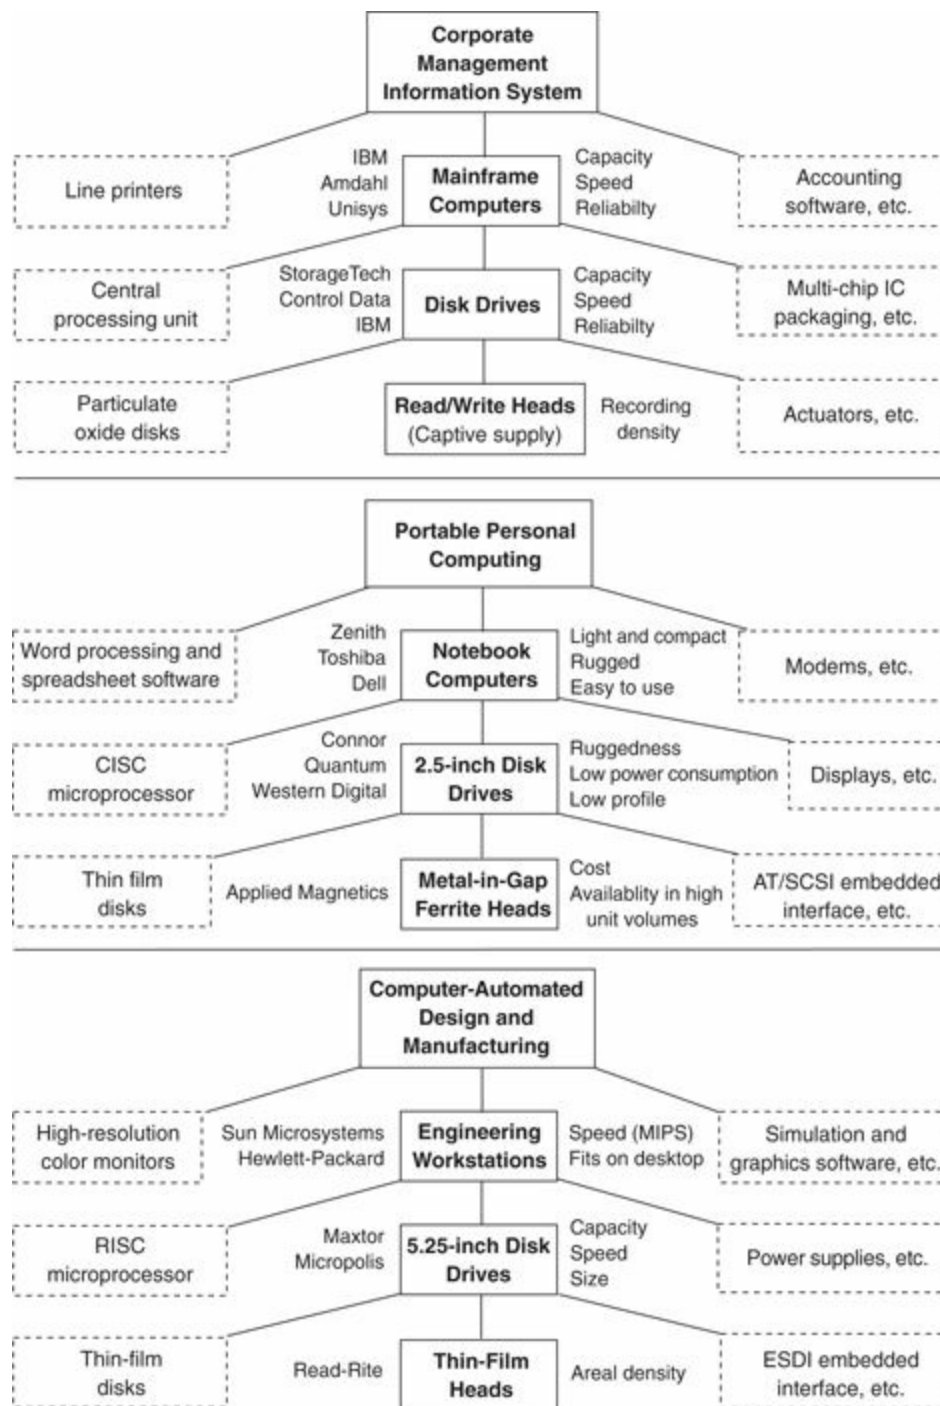 Corporate
Management
Information System
Line printers
IBM
Amdahl
Unisys
Mainframe
Computers
Capacity
Speed
Reliabilty
Accounting
software, etc.
Central
processing unit
StorageTech
Control Data
IBM
Disk Drives
Capacity
Speed
Reliabilty
Multi-chip IC
packaging, etc.
Particulate
oxide disks
Read/Write Heads
(Captive supply)
Recording
density
Actuators, etc.
Portable Personal
Computing
Word processing and
spreadsheet software
Zenith
Toshiba
Dell
Notebook
Computers
Light and compact
Rugged
Easy to use
Modems, etc.
CISC
microprocessor
Connor
Quantum
Western Digital
2.5-inch Disk
Drives
Ruggedness
Low power consumption
Low profile
Displays, etc.
Thin film
disks
Applied Magnetics
Metal-in-Gap
Ferrite Heads
Cost
Availablity in high
unit volumes
AT/SCSI embedded
interface, etc.
Computer-Automated
Design and
Manufacturing
High-resolution
color monitors
Sun Microsystems
Hewlett-Packard
Engineering
Workstations
Speed (MIPS)
Fits on desktop
Simulation and
graphics software, etc.
RISC
microprocessor
Maxtor
Micropolis
5.25-inch Disk
Drives
Capacity
Speed
Size
Power supplies, etc.
Thin-film
disks
Read-Rite
Thin-Film
Heads
Areal density
ESDI embedded
interface, etc.